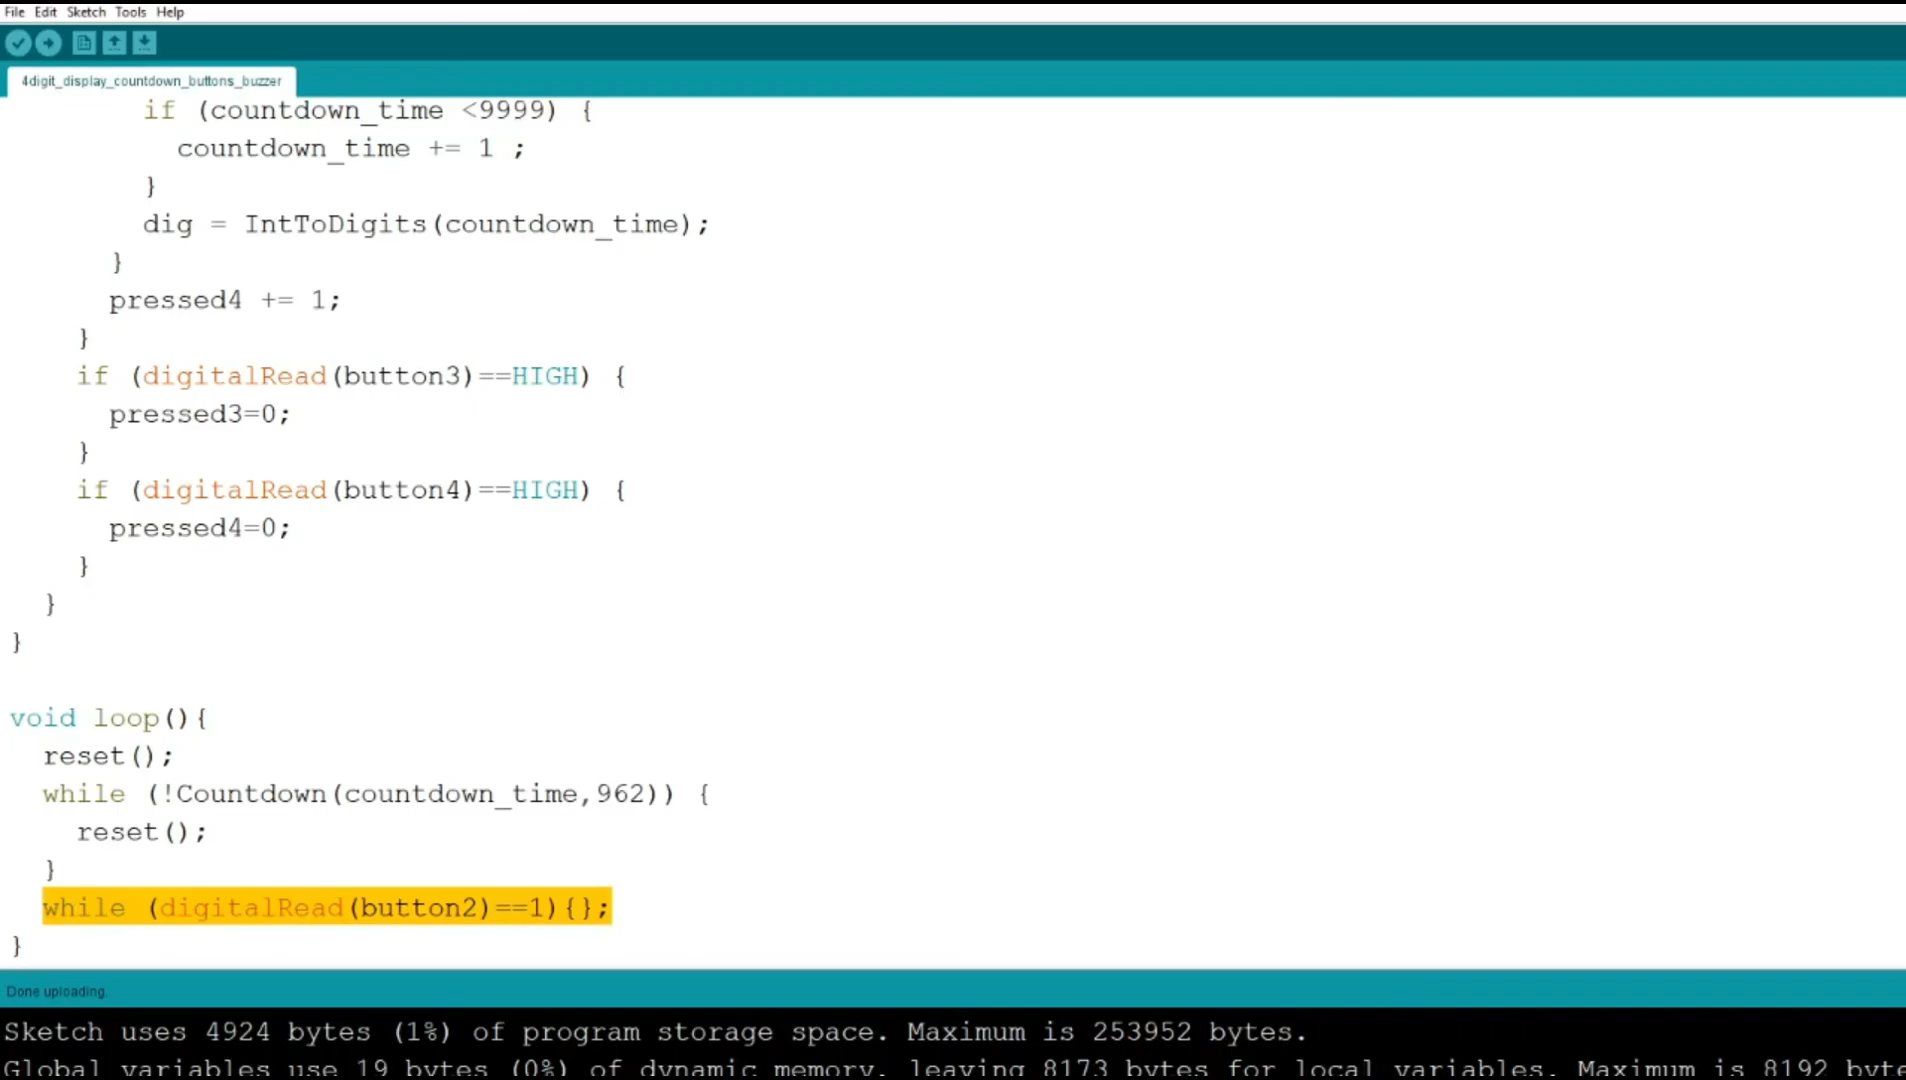 File Edit Sketch Tools Help
4digit_display_countdown_buttons_buzzer
if (countdown_time <9999) {
countdown_time += 1 ;
}
dig = IntToDigits(countdown_time);
}
pressed4 += 1;
}
if (digitalRead(button3)==HIGH) {
pressed3=0;
}
if (digitalRead(button4)==HIGH) {
pressed4=0;
}
}
}
void loop(){
reset();
while (!Countdown(countdown_time,962)) {
reset();
}
while (digitalRead(button2)==1){};
}
Done uploading.
Sketch uses 4924 bytes (1%) of program storage space. Maximum is 253952 bytes.
Global variables use 19 bytes (0%) of dynamic memory, leaving 8173 bytes for local variables. Maximum is 8192 byte